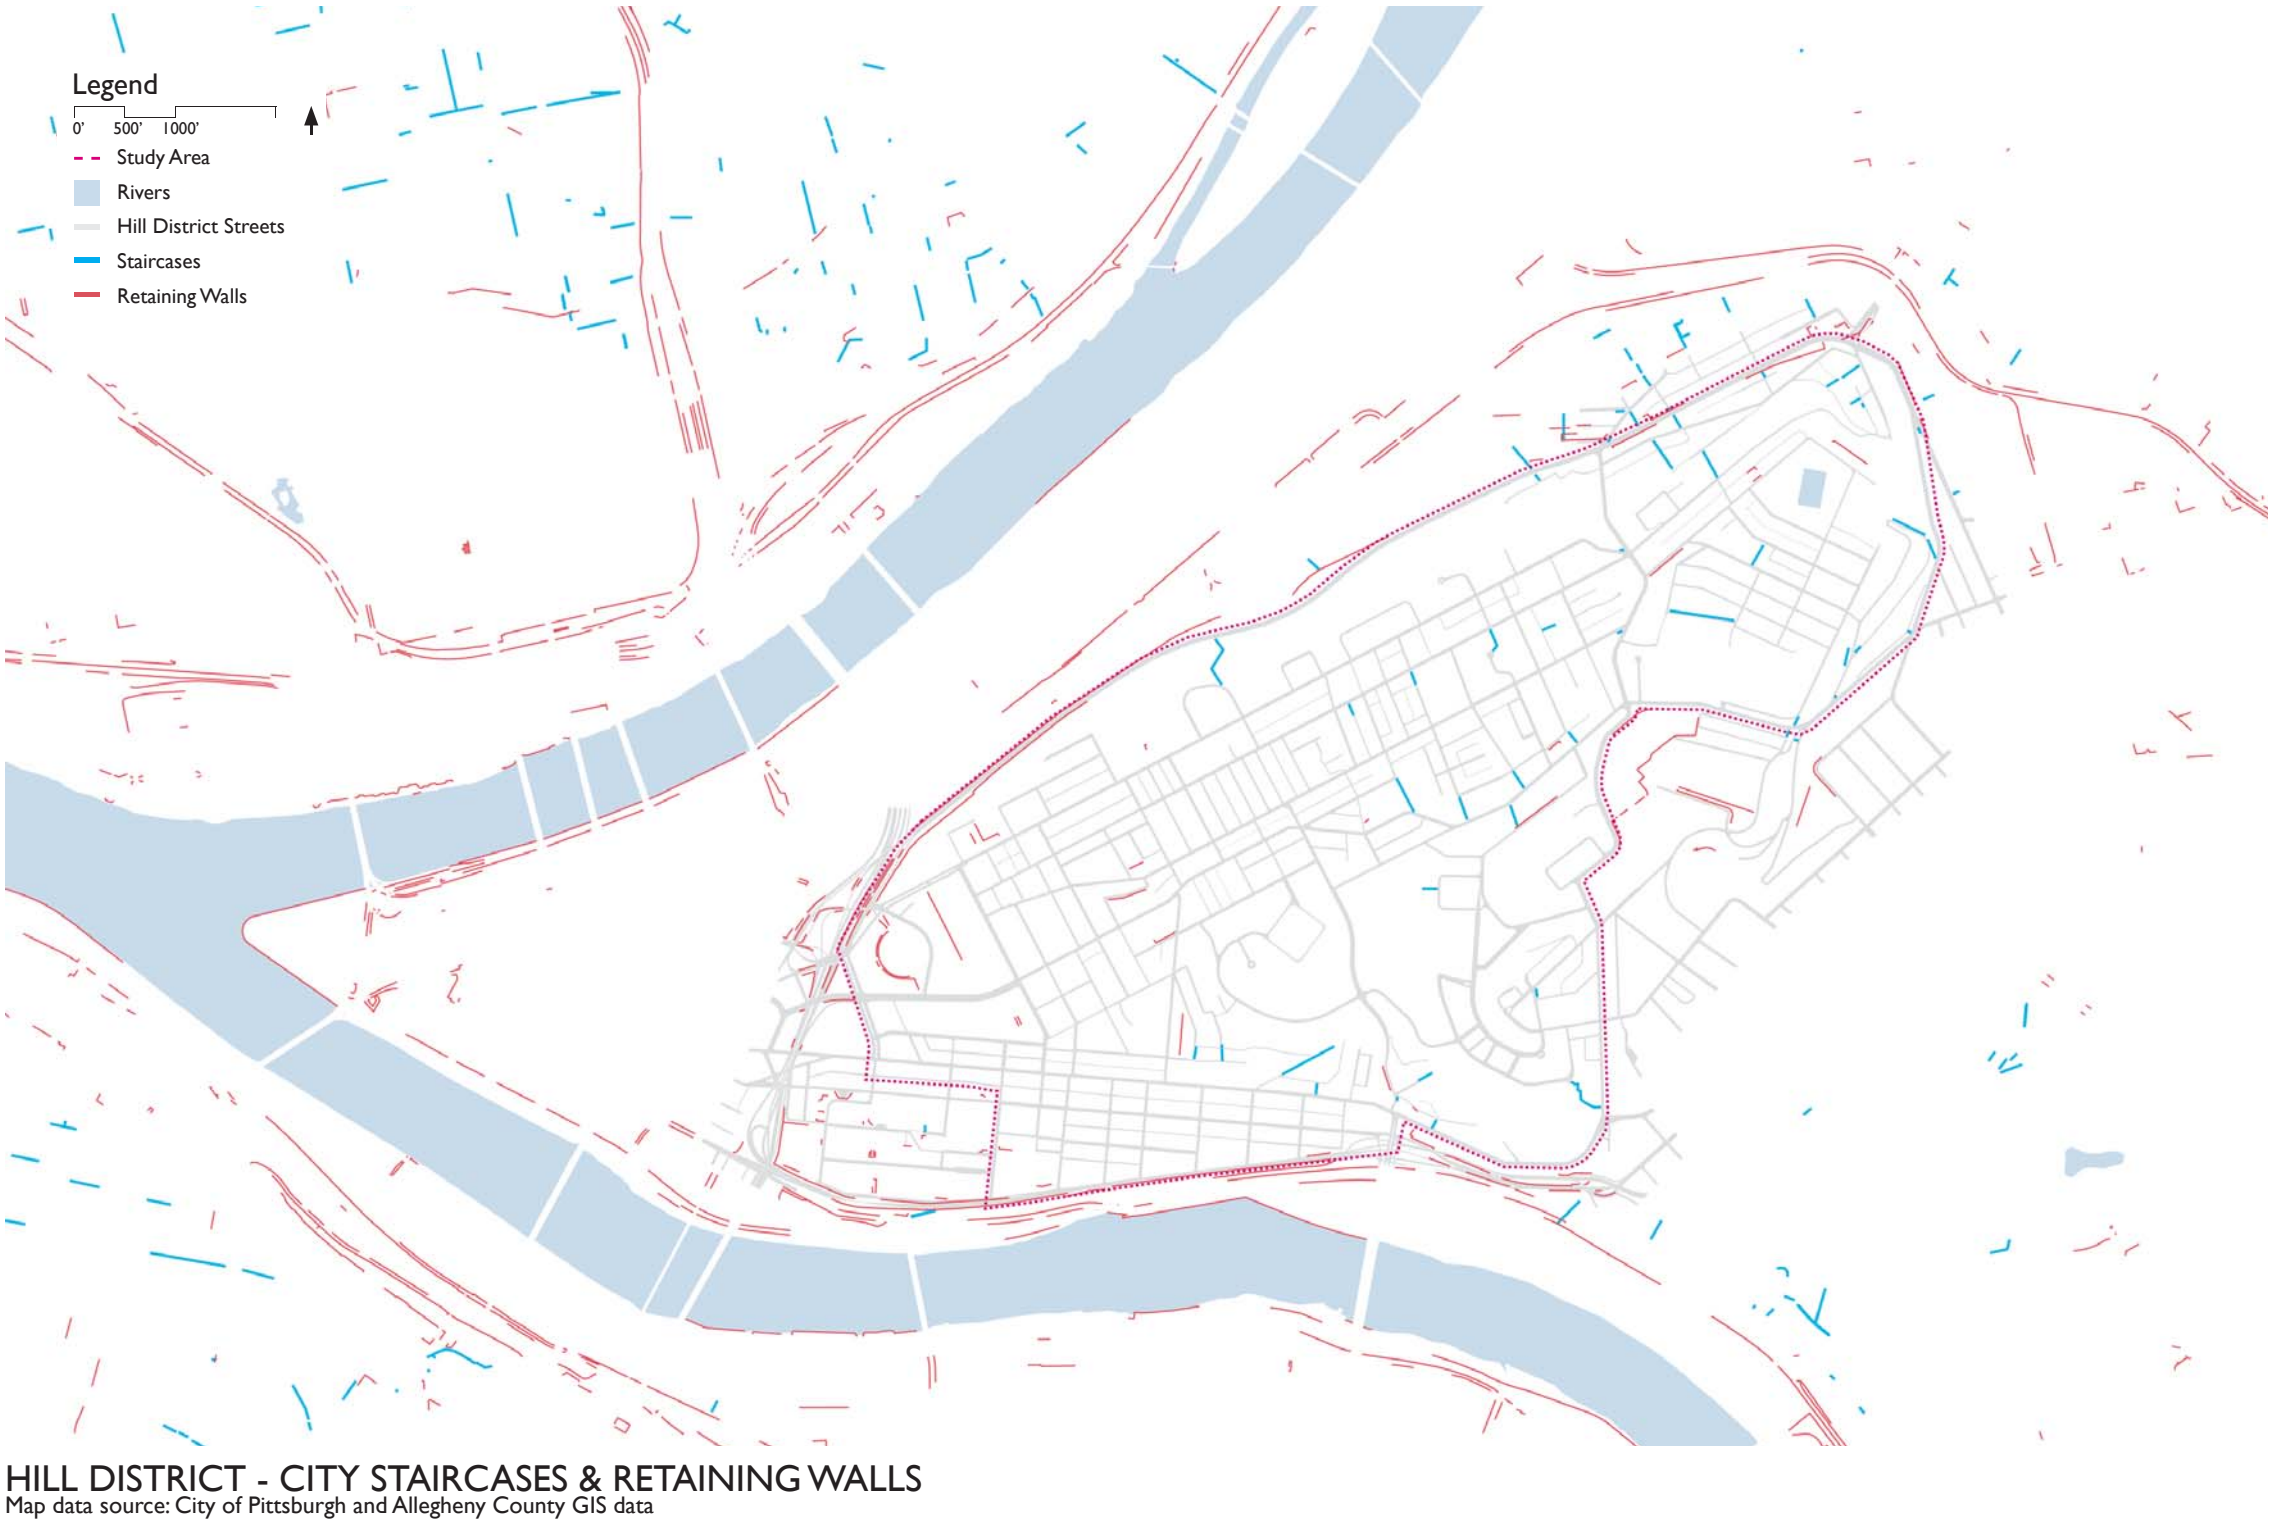 Legend
0' 500' 1000'
Study Area
Rivers
Hill District Streets
Staircases
Retaining Walls
HILL DISTRICT - CITY STAIRCASES & RETAINING WALLS
Map data source: City of Pittsburgh and Allegheny County GIS data